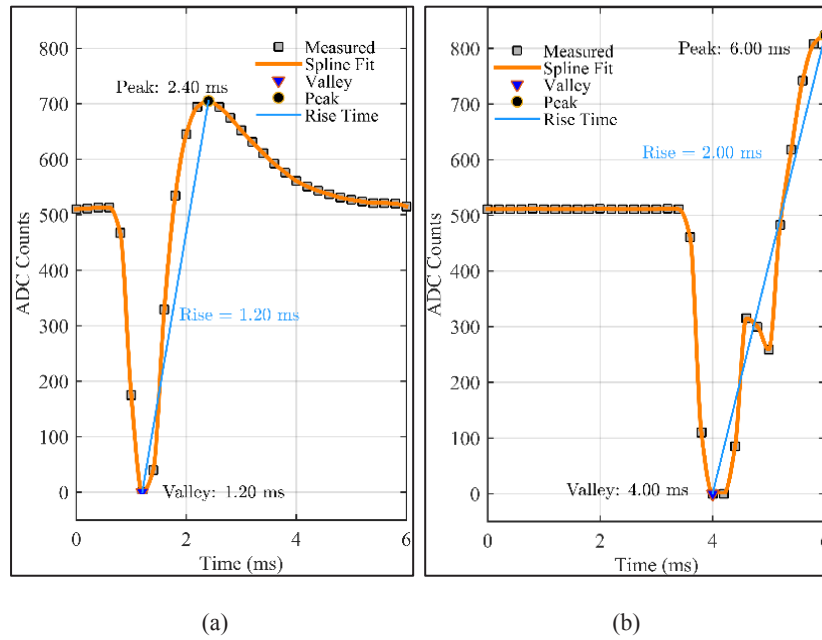 800
700
600
500
400
300
200
100
0
ADC Counts
Measured
Spline Fit
Valley
Peak
Rise Time
Peak: 2.40 ms
Rise = 1.20 ms
Valley: 1.20 ms
0 2 4 6
Time (ms)
(a)
800
700
600
500
400
300
200
100
0
ADC Counts
Measured
Spline Fit
Valley
Peak
Rise Time
Peak: 6.00 ms
Rise = 2.00 ms
Valley: 4.00 ms
0 2 4 6
Time (ms)
(b)